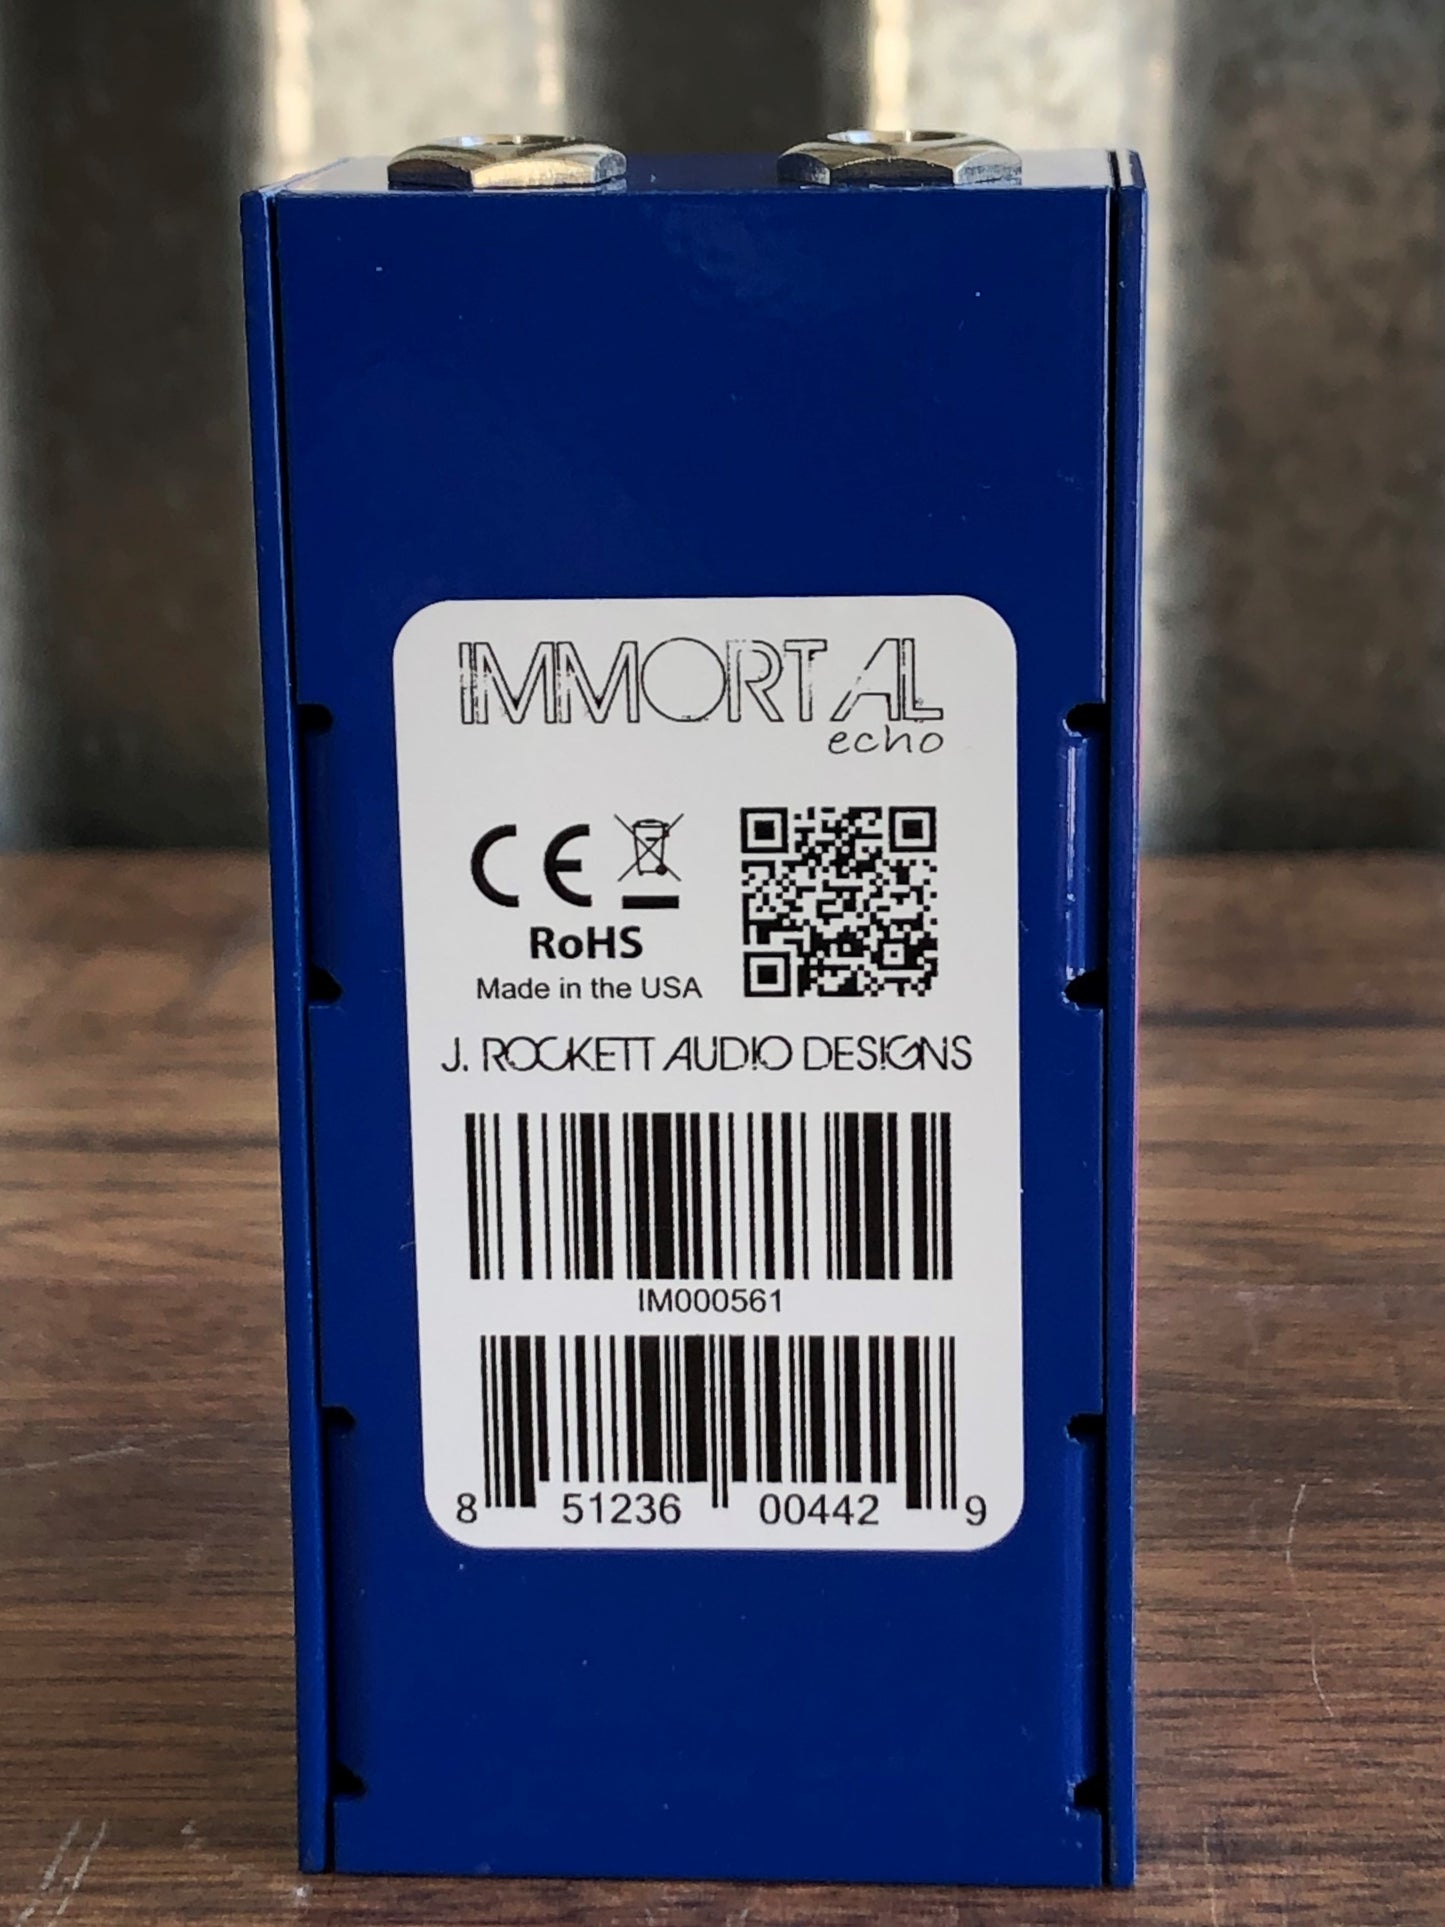 IMMORTAL
echo
CE
RoHS
Made in the USA
J. ROCKETT AUDIO DESIGNS
IM000561
8 51236 00442 9